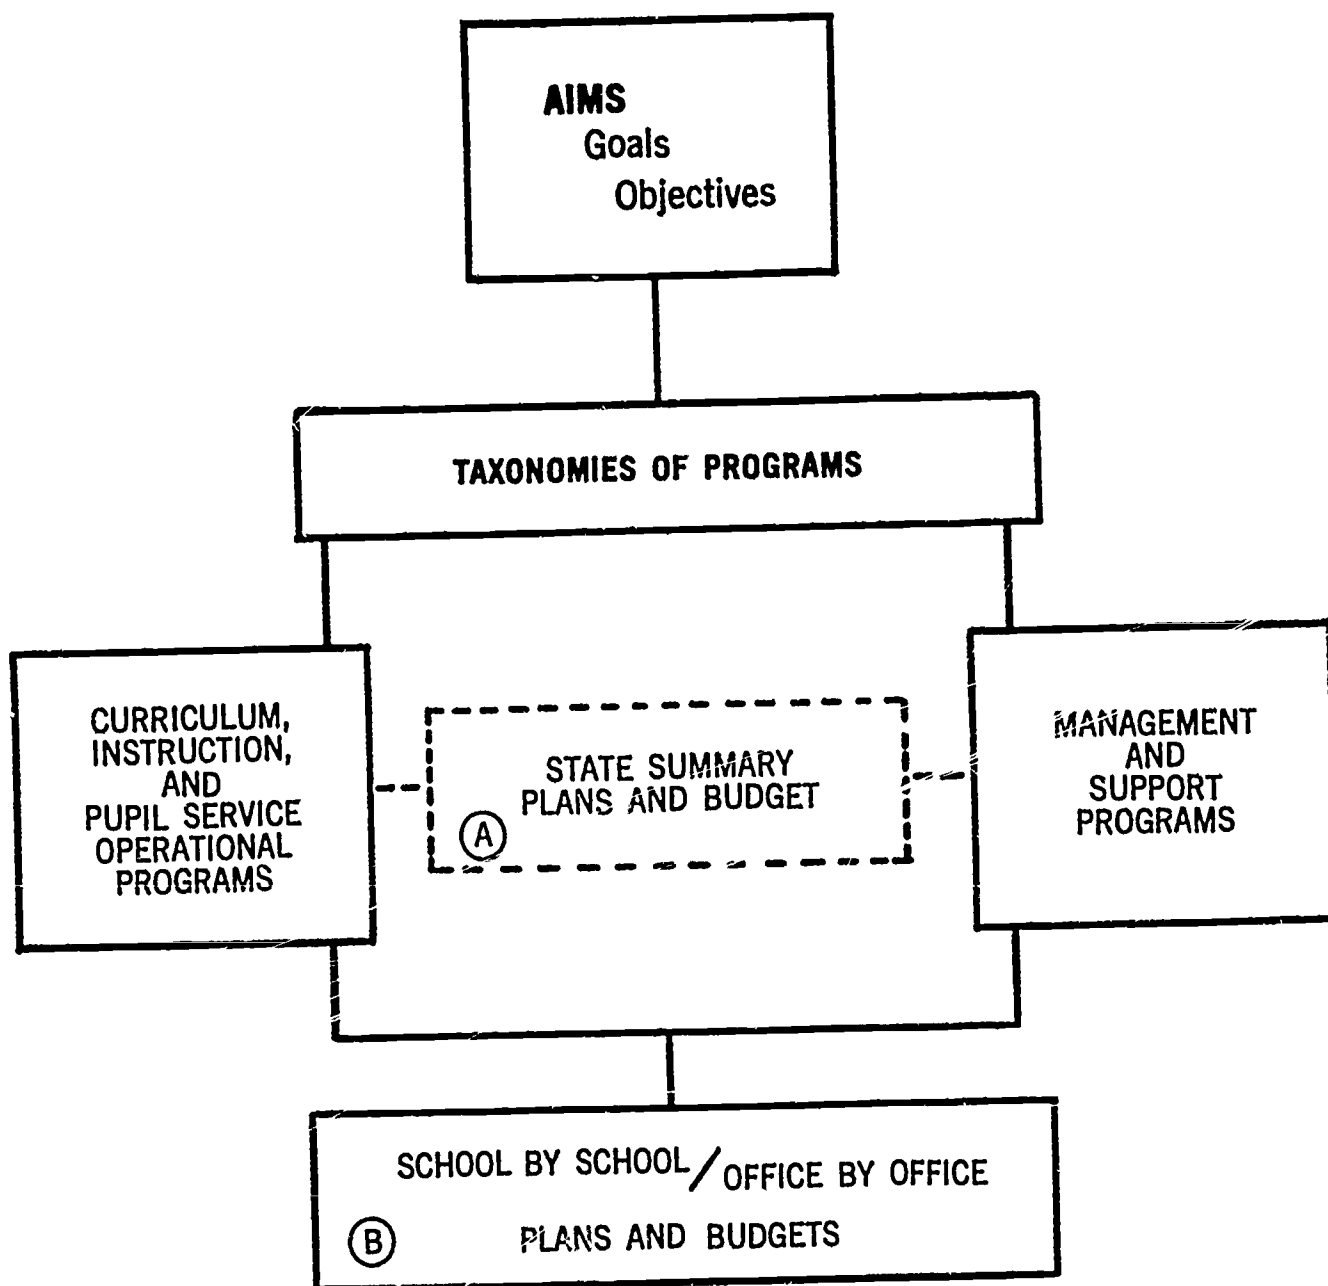 AIMS
Goals
Objectives
TAXONOMIES OF PROGRAMS
CURRICULUM,
INSTRUCTION,
AND
PUPIL SERVICE
OPERATIONAL
PROGRAMS
STATE SUMMARY
PLANS AND BUDGET
A
MANAGEMENT
AND
SUPPORT
PROGRAMS
SCHOOL BY SCHOOL / OFFICE BY OFFICE
B PLANS AND BUDGETS